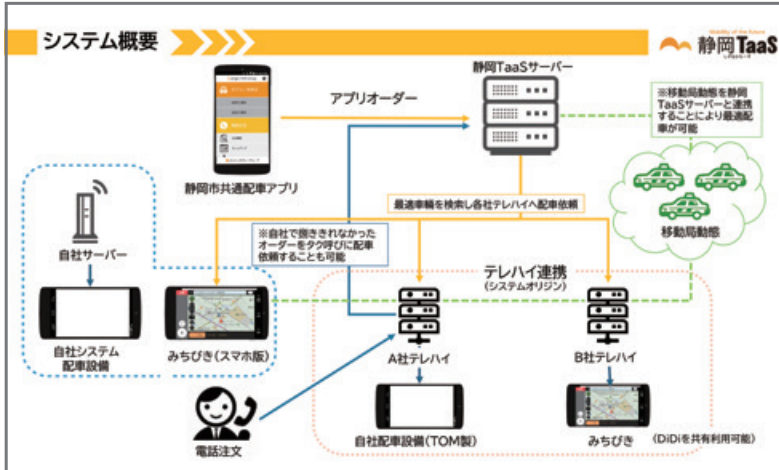 システム概要
Mobility of the future
静岡TaaS
静岡TaaSサーバー
アプリオーダー
※移動局動態を静岡
TaaSサーバーと連携
することにより最適配
車が可能
静岡市共通配車アプリ
最適車輌を検索し各社テレハイへ配車依頼
移動局動態
自社サーバー
※自社で捌ききれなかった
オーダーをタク呼びに配車
依頼することも可能
テレハイ連携
(システムオリジン)
自社システム
配車設備
みちびき(スマホ版)
A社テレハイ
B社テレハイ
電話注文
自社配車設備(TOM製)
みちびき
(DiDiを共有利用可能)